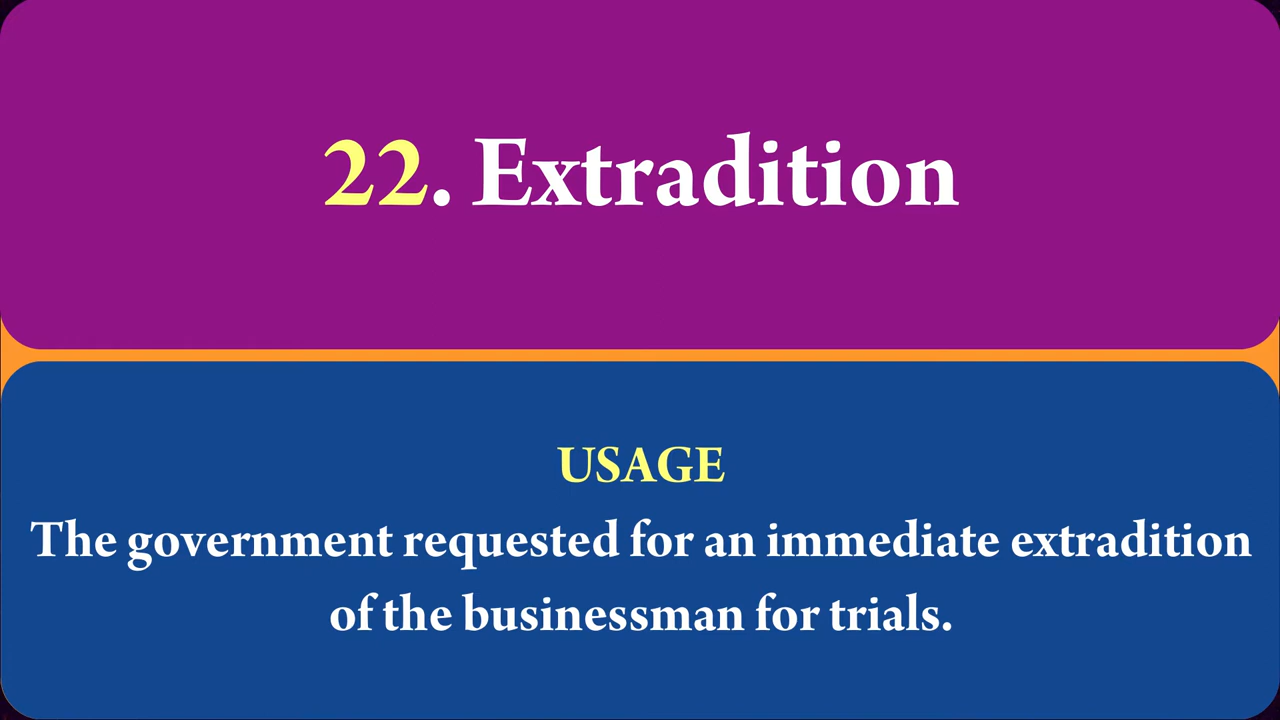 22. Extradition
USAGE
The government requested for an immediate extradition
of the businessman for trials.